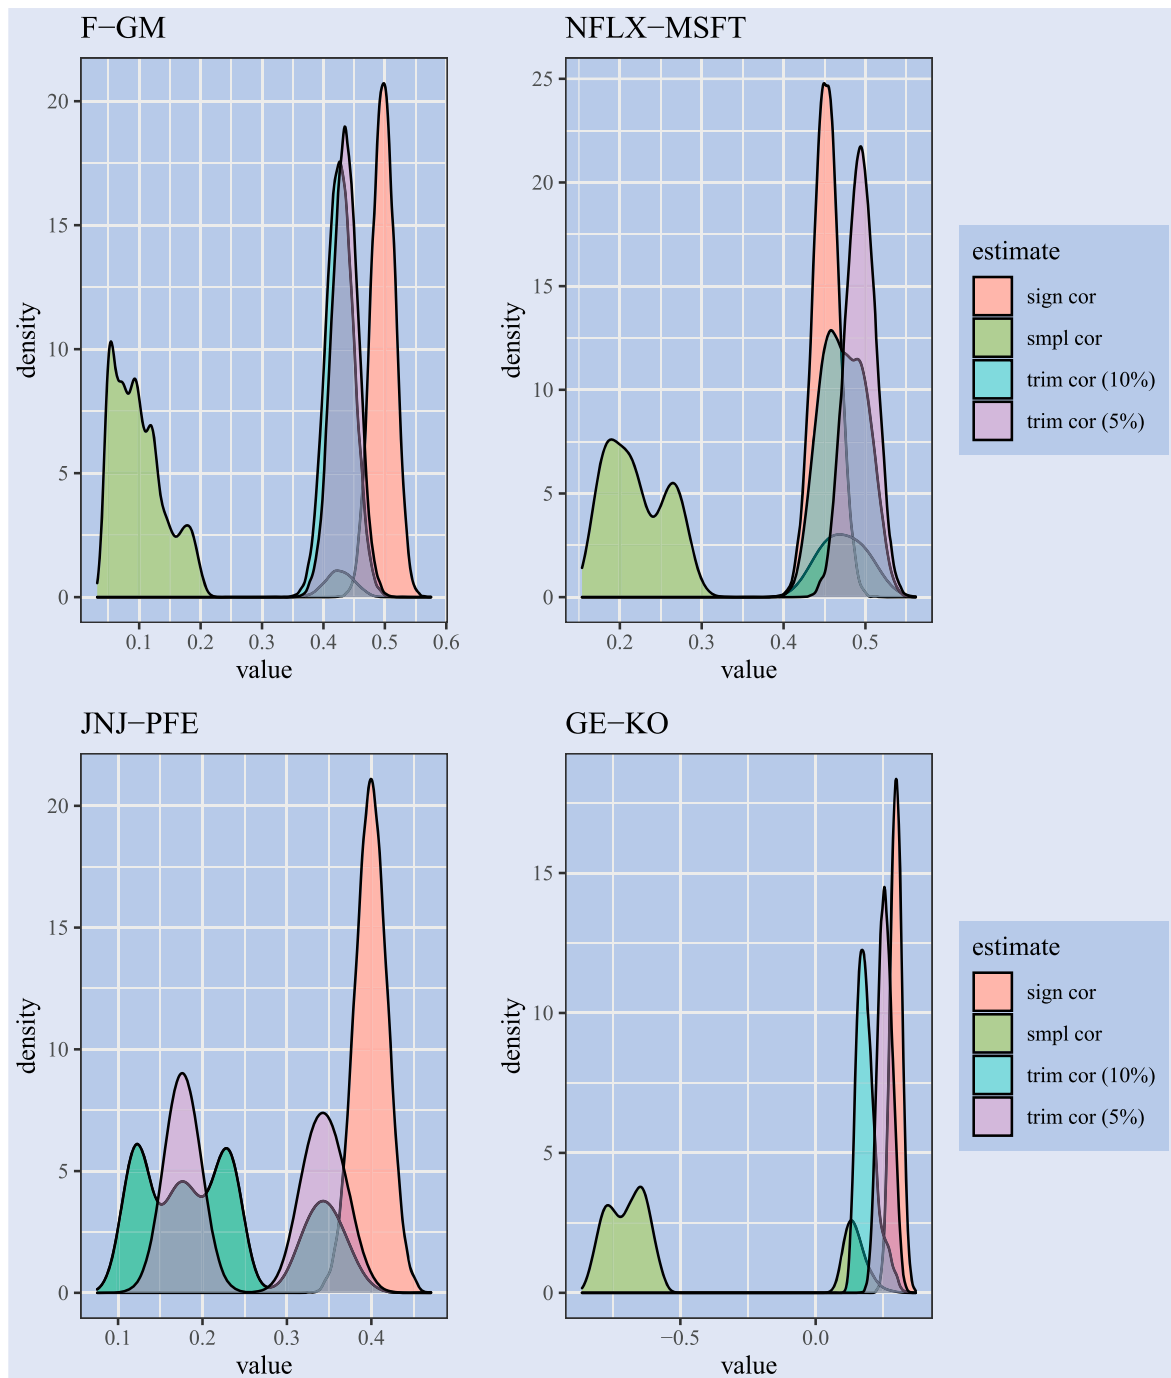 F−GM
NFLX−MSFT
density
20
15
10
5
0
0.1 0.2 0.3 0.4 0.5 0.6
value
density
25
20
15
10
5
0
0.2 0.3 0.4 0.5
value
estimate
sign cor
smpl cor
trim cor (10%)
trim cor (5%)
JNJ−PFE
GE−KO
density
20
15
10
5
0
0.1 0.2 0.3 0.4
value
density
15
10
5
0
−0.5 0.0
value
estimate
sign cor
smpl cor
trim cor (10%)
trim cor (5%)